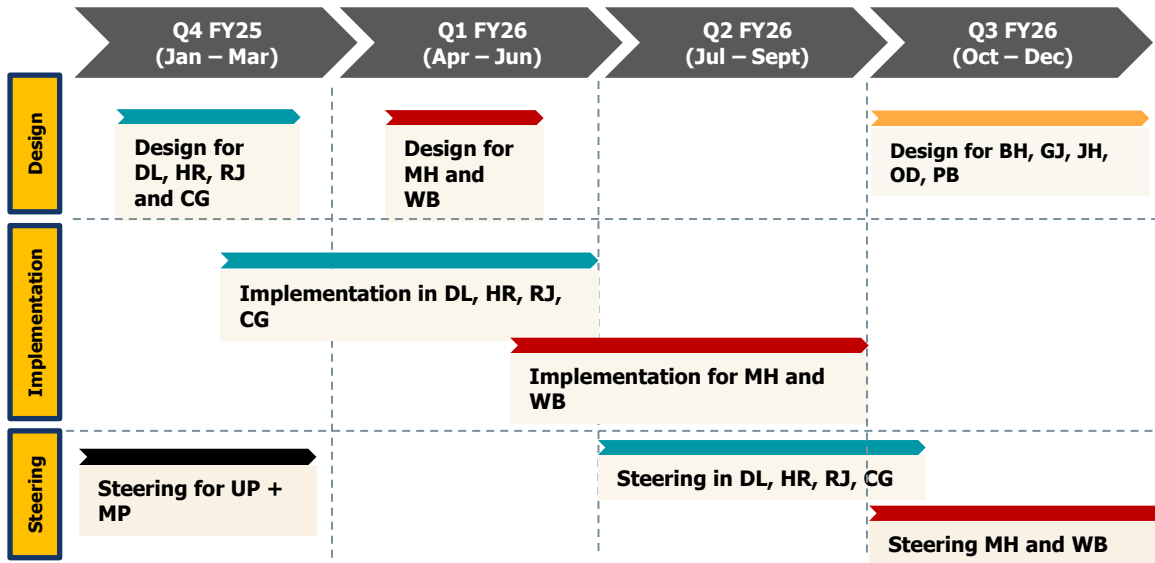 Q4 FY25
(Jan – Mar)
Q1 FY26
(Apr – Jun)
Q2 FY26
(Jul – Sept)
Q3 FY26
(Oct – Dec)
Design
Design for
DL, HR, RJ
and CG
Design for
MH and
WB
Design for BH, GJ, JH,
OD, PB
Implementation
Implementation in DL, HR, RJ,
CG
Implementation for MH and
WB
Steering
Steering for UP +
MP
Steering in DL, HR, RJ, CG
Steering MH and WB